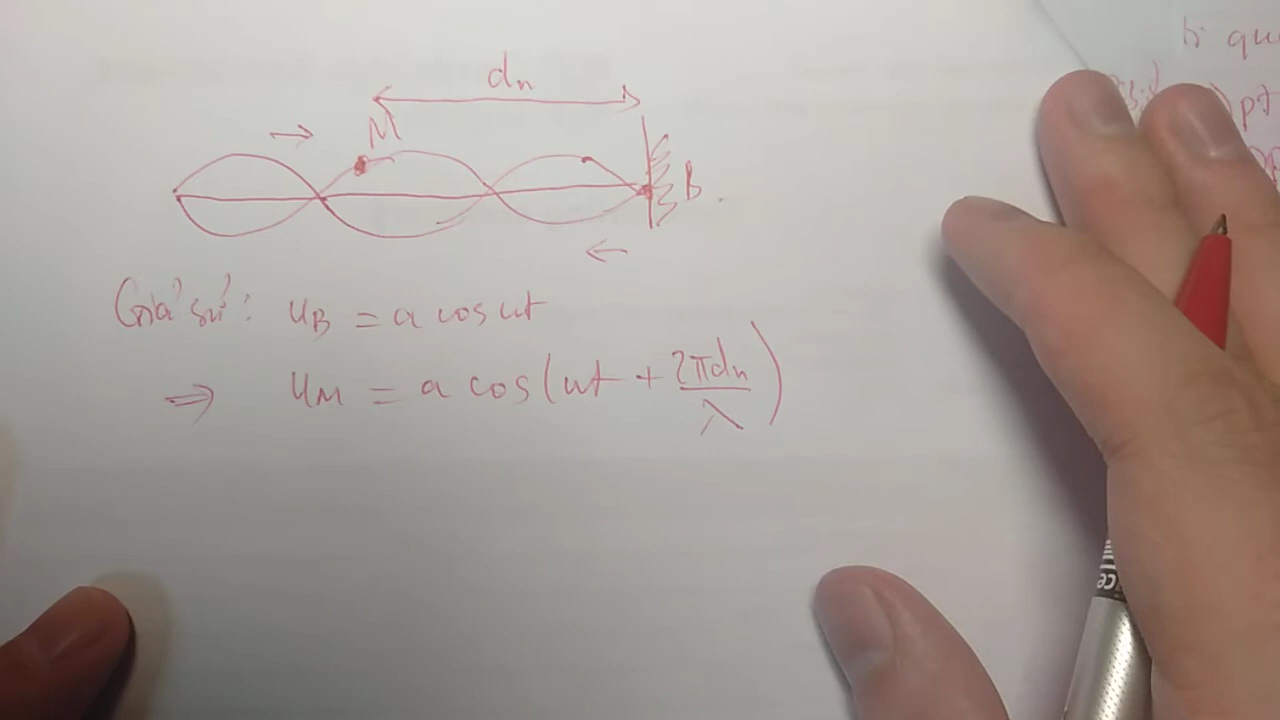 dₙ
M
B
Giả sử: u_B = a cos ωt
⇒ u_M = a cos(ωt + 2πdₙ/λ)